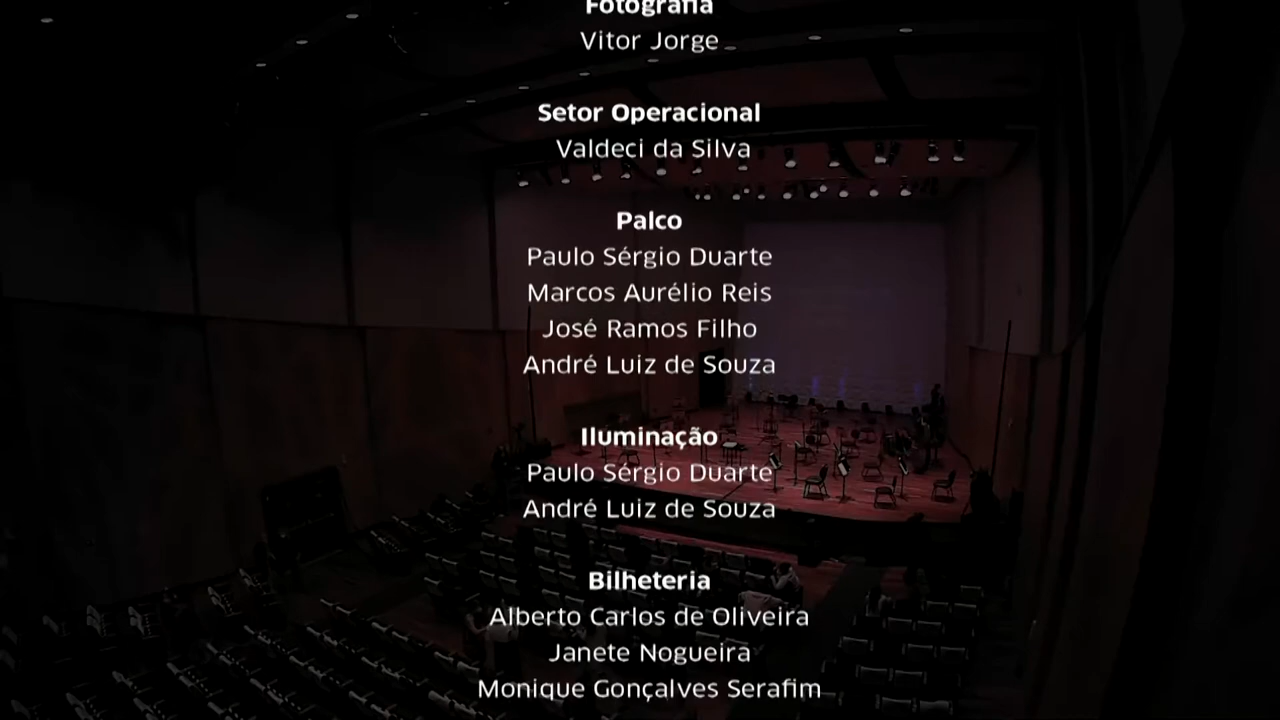 Fotografia
Vitor Jorge
Setor Operacional
Valdeci da Silva
Palco
Paulo Sérgio Duarte
Marcos Aurélio Reis
José Ramos Filho
André Luiz de Souza
Iluminação
Paulo Sérgio Duarte
André Luiz de Souza
Bilheteria
Alberto Carlos de Oliveira
Janete Nogueira
Monique Gonçalves Serafim